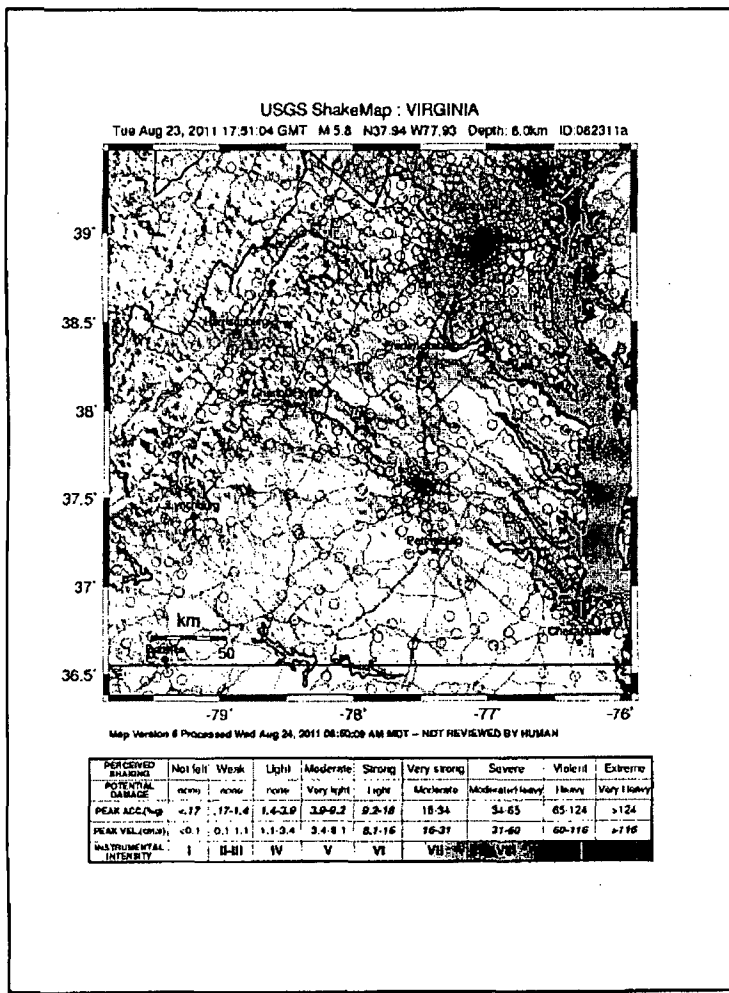 USGS ShakeMap : VIRGINIA
Tue Aug 23, 2011 17:51:04 GMT M 5.8 N37.94 W77.93 Depth: 6.0km ID:082311a
39˚
38.5˚
38˚
37.5˚
Lynchburg
Petersburg
37˚
km
50
36.5˚
-79˚ -78˚ -77˚ -76˚
Map Version 6 Processed Wed Aug 24, 2011 08:50:09 AM MDT – NOT REVIEWED BY HUMAN
PERCEIVED SHAKING Not felt Weak Light Moderate Strong Very strong Severe Violent Extreme
POTENTIAL DAMAGE none none none Very light Light Moderate Moderate/Heavy Heavy Very Heavy
PEAK ACC.(%g) <.17 .17-1.4 1.4-3.9 3.9-9.2 9.2-18 18-34 34-65 65-124 >124
PEAK VEL.(cm/s) <0.1 0.1-1.1 1.1-3.4 3.4-8.1 8.1-16 16-31 31-60 60-116 >116
INSTRUMENTAL INTENSITY I II-III IV V VI VII VIII